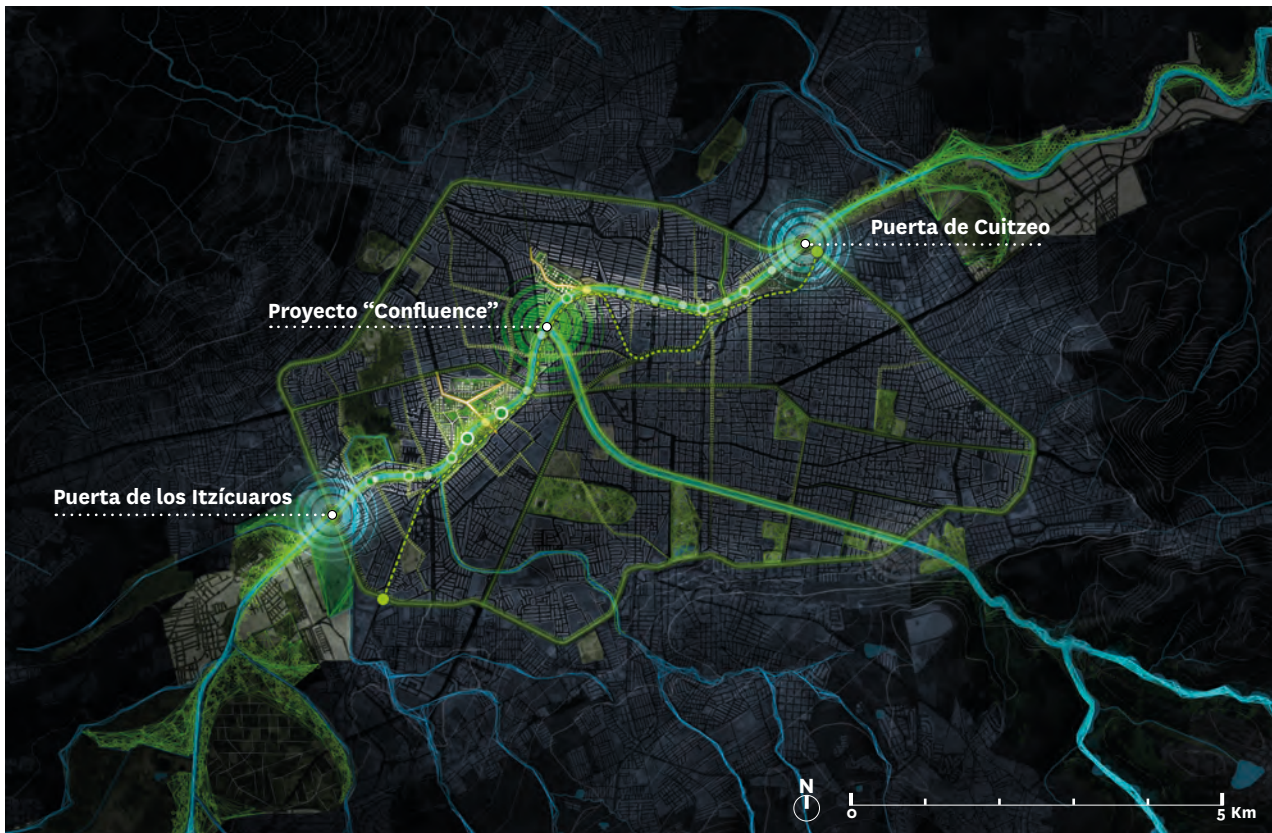 Puerta de Cuitzeo
Proyecto “Confluence”
Puerta de los Itzícuaros
N
0
5 Km